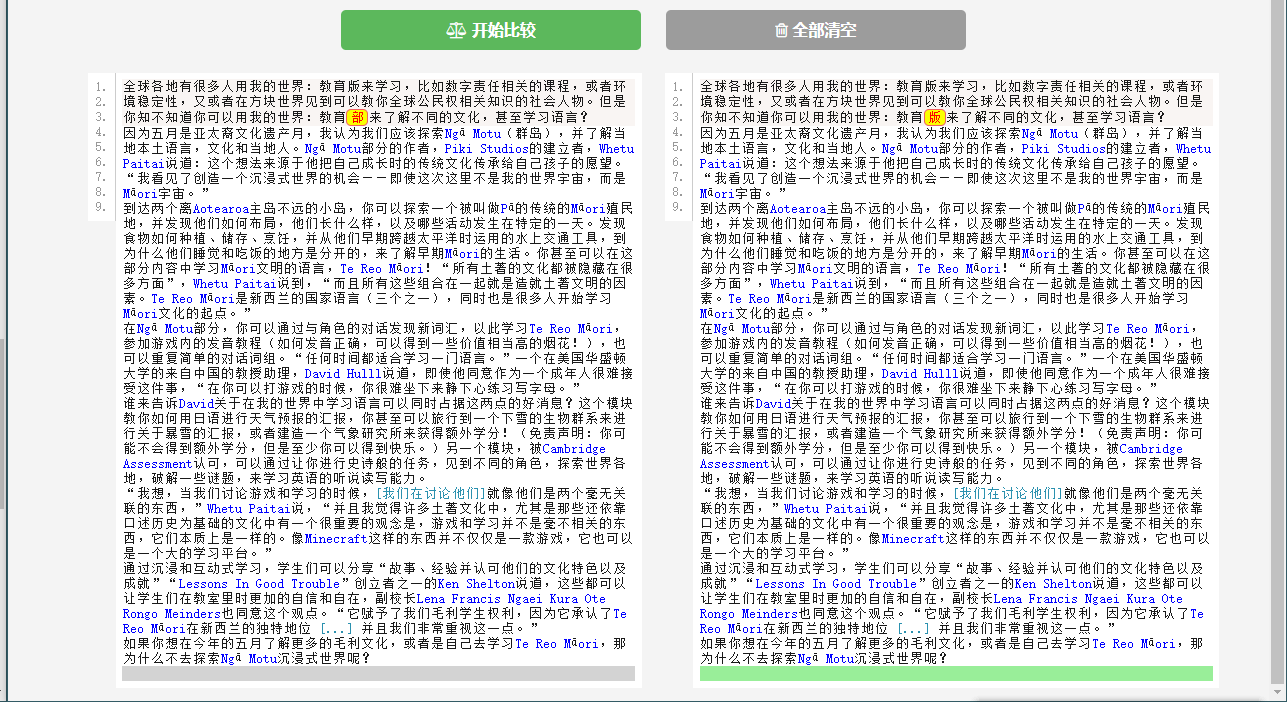 开始比较
全部清空
1.
2.
3.
4.
5.
6.
7.
8.
9.
全球各地有很多人用我的世界：教育版来学习，比如数字责任相关的课程，或者环
境稳定性，又或者在方块世界见到可以教你全球公民权相关知识的社会人物。但是
你知不知道你可以用我的世界：教育部来了解不同的文化，甚至学习语言？
因为五月是亚太裔文化遗产月，我认为我们应该探索Ngā Motu（群岛），并了解当
地本土语言，文化和当地人。Ngā Motu部分的作者，Piki Studios的建立者，Whetu
Paitai说道：这个想法来源于他把自己成长时的传统文化传承给自己孩子的愿望。
“我看见了创造一个沉浸式世界的机会——即使这次这里不是我的世界宇宙，而是
Māori宇宙。”
到达两个离Aotearoa主岛不远的小岛，你可以探索一个被叫做Pā的传统的Māori殖民
地，并发现他们如何布局，他们长什么样，以及哪些活动发生在特定的一天。发现
食物如何种植、储存、烹饪，并从他们早期跨越太平洋时运用的水上交通工具，到
为什么他们睡觉和吃饭的地方是分开的，来了解早期Māori的生活。你甚至可以在这
部分内容中学习Māori文明的语言，Te Reo Māori！“所有土著的文化都被隐藏在很
多方面”，Whetu Paitai说到，“而且所有这些组合在一起就是造就土著文明的因
素。Te Reo Māori是新西兰的国家语言（三个之一），同时也是很多人开始学习
Māori文化的起点。”
在Ngā Motu部分，你可以通过与角色的对话发现新词汇，以此学习Te Reo Māori，
参加游戏内的发音教程（如何发音正确，可以得到一些价值相当高的烟花！），也
可以重复简单的对话词组。“任何时间都适合学习一门语言。”一个在美国华盛顿
大学的来自中国的教授助理，David Hulll说道，即使他同意作为一个成年人很难接
受这件事，“在你可以打游戏的时候，你很难坐下来静下心练习写字母。”
谁来告诉David关于在我的世界中学习语言可以同时占据这两点的好消息？这个模块
教你如何用日语进行天气预报的汇报，你甚至可以旅行到一个下雪的生物群系来进
行关于暴雪的汇报，或者建造一个气象研究所来获得额外学分！（免责声明：你可
能不会得到额外学分，但是至少你可以得到快乐。）另一个模块，被Cambridge
Assessment认可，可以通过让你进行史诗般的任务，见到不同的角色，探索世界各
地，破解一些谜题，来学习英语的听说读写能力。
“我想，当我们讨论游戏和学习的时候，[我们在讨论他们]就像他们是两个毫无关
联的东西，”Whetu Paitai说，“并且我觉得许多土著文化中，尤其是那些还依靠
口述历史为基础的文化中有一个很重要的观念是，游戏和学习并不是毫不相关的东
西，它们本质上是一样的。像Minecraft这样的东西并不仅仅是一款游戏，它也可以
是一个大的学习平台。”
通过沉浸和互动式学习，学生们可以分享“故事、经验并认可他们的文化特色以及
成就”“Lessons In Good Trouble”创立者之一的Ken Shelton说道，这些都可以
让学生们在教室里时更加的自信和自在，副校长Lena Francis Ngaei Kura Ote
Rongo Meinders也同意这个观点。“它赋予了我们毛利学生权利，因为它承认了Te
Reo Māori在新西兰的独特地位 [...] 并且我们非常重视这一点。”
如果你想在今年的五月了解更多的毛利文化，或者是自己去学习Te Reo Māori，那
为什么不去探索Ngā Motu沉浸式世界呢？
1.
2.
3.
4.
5.
6.
7.
8.
9.
全球各地有很多人用我的世界：教育版来学习，比如数字责任相关的课程，或者环
境稳定性，又或者在方块世界见到可以教你全球公民权相关知识的社会人物。但是
你知不知道你可以用我的世界：教育版来了解不同的文化，甚至学习语言？
因为五月是亚太裔文化遗产月，我认为我们应该探索Ngā Motu（群岛），并了解当
地本土语言，文化和当地人。Ngā Motu部分的作者，Piki Studios的建立者，Whetu
Paitai说道：这个想法来源于他把自己成长时的传统文化传承给自己孩子的愿望。
“我看见了创造一个沉浸式世界的机会——即使这次这里不是我的世界宇宙，而是
Māori宇宙。”
到达两个离Aotearoa主岛不远的小岛，你可以探索一个被叫做Pā的传统的Māori殖民
地，并发现他们如何布局，他们长什么样，以及哪些活动发生在特定的一天。发现
食物如何种植、储存、烹饪，并从他们早期跨越太平洋时运用的水上交通工具，到
为什么他们睡觉和吃饭的地方是分开的，来了解早期Māori的生活。你甚至可以在这
部分内容中学习Māori文明的语言，Te Reo Māori！“所有土著的文化都被隐藏在很
多方面”，Whetu Paitai说到，“而且所有这些组合在一起就是造就土著文明的因
素。Te Reo Māori是新西兰的国家语言（三个之一），同时也是很多人开始学习
Māori文化的起点。”
在Ngā Motu部分，你可以通过与角色的对话发现新词汇，以此学习Te Reo Māori，
参加游戏内的发音教程（如何发音正确，可以得到一些价值相当高的烟花！），也
可以重复简单的对话词组。“任何时间都适合学习一门语言。”一个在美国华盛顿
大学的来自中国的教授助理，David Hulll说道，即使他同意作为一个成年人很难接
受这件事，“在你可以打游戏的时候，你很难坐下来静下心练习写字母。”
谁来告诉David关于在我的世界中学习语言可以同时占据这两点的好消息？这个模块
教你如何用日语进行天气预报的汇报，你甚至可以旅行到一个下雪的生物群系来进
行关于暴雪的汇报，或者建造一个气象研究所来获得额外学分！（免责声明：你可
能不会得到额外学分，但是至少你可以得到快乐。）另一个模块，被Cambridge
Assessment认可，可以通过让你进行史诗般的任务，见到不同的角色，探索世界各
地，破解一些谜题，来学习英语的听说读写能力。
“我想，当我们讨论游戏和学习的时候，[我们在讨论他们]就像他们是两个毫无关
联的东西，”Whetu Paitai说，“并且我觉得许多土著文化中，尤其是那些还依靠
口述历史为基础的文化中有一个很重要的观念是，游戏和学习并不是毫不相关的东
西，它们本质上是一样的。像Minecraft这样的东西并不仅仅是一款游戏，它也可以
是一个大的学习平台。”
通过沉浸和互动式学习，学生们可以分享“故事、经验并认可他们的文化特色以及
成就”“Lessons In Good Trouble”创立者之一的Ken Shelton说道，这些都可以
让学生们在教室里时更加的自信和自在，副校长Lena Francis Ngaei Kura Ote
Rongo Meinders也同意这个观点。“它赋予了我们毛利学生权利，因为它承认了Te
Reo Māori在新西兰的独特地位 [...] 并且我们非常重视这一点。”
如果你想在今年的五月了解更多的毛利文化，或者是自己去学习Te Reo Māori，那
为什么不去探索Ngā Motu沉浸式世界呢？